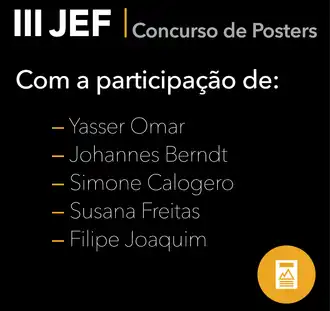 III JEF | Concurso de Posters
Com a participação de:
– Yasser Omar
– Johannes Berndt
– Simone Calogero
– Susana Freitas
– Filipe Joaquim